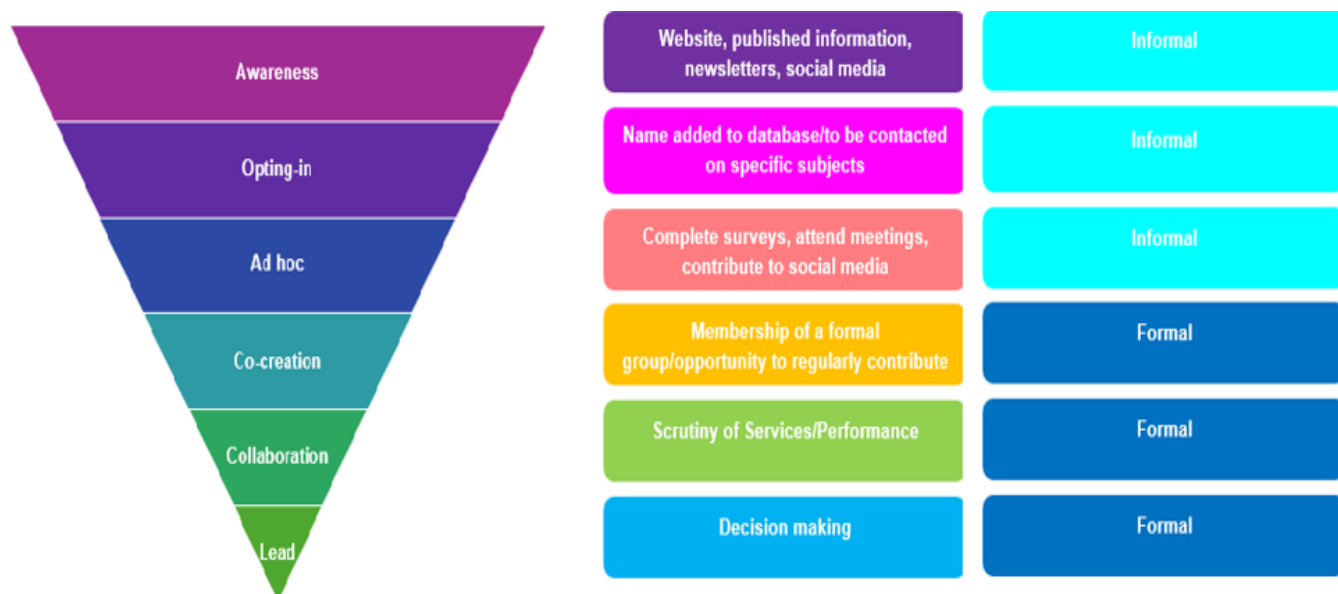 Awareness
Website, published information,
newsletters, social media
Informal
Opting-in
Name added to database/to be contacted
on specific subjects
Informal
Ad hoc
Complete surveys, attend meetings,
contribute to social media
Informal
Co-creation
Membership of a formal
group/opportunity to regularly contribute
Formal
Collaboration
Scrutiny of Services/Performance
Formal
Lead
Decision making
Formal